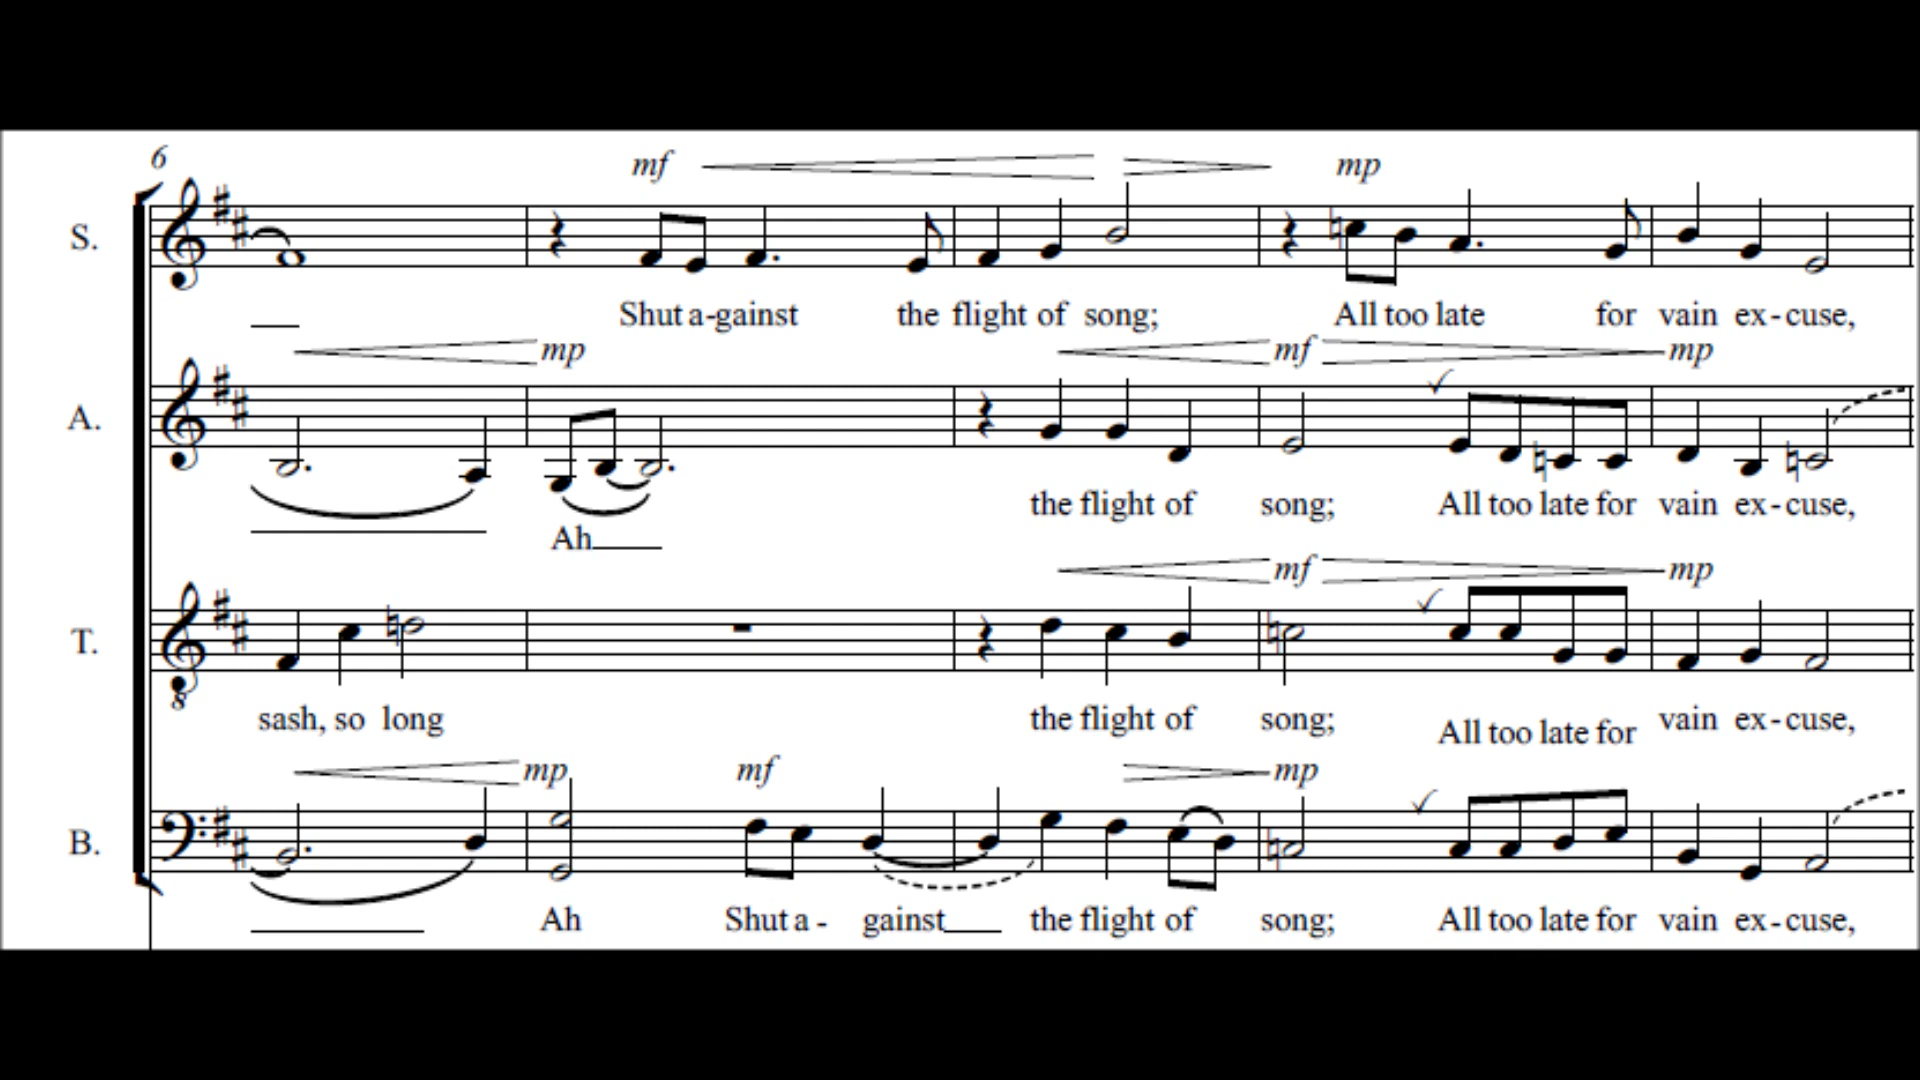 6
mf mp
S.
Shut a-gainst the flight of song; All too late for vain ex-cuse,
mp mf mp
A.
the flight of song; All too late for vain ex-cuse,
Ah
mf mp
T.
8
sash, so long the flight of song; All too late for vain ex-cuse,
mp mf mp
B.
Ah Shut a- gainst the flight of song; All too late for vain ex-cuse,